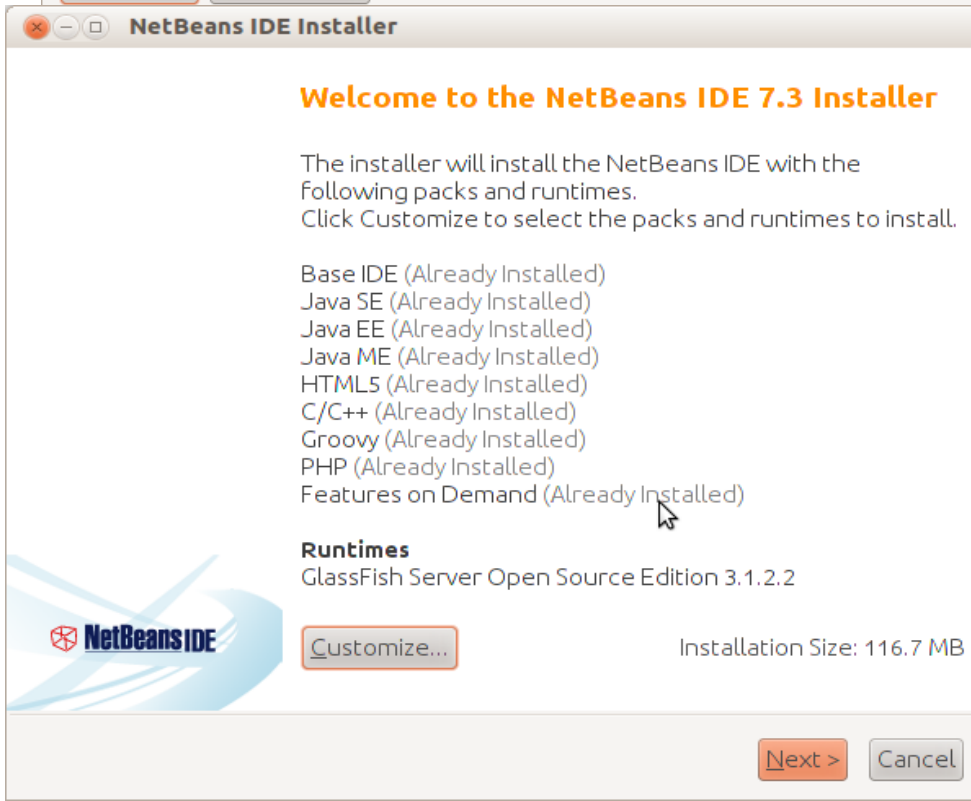 NetBeans IDE Installer
Welcome to the NetBeans IDE 7.3 Installer
The installer will install the NetBeans IDE with the
following packs and runtimes.
Click Customize to select the packs and runtimes to install.
Base IDE (Already Installed)
Java SE (Already Installed)
Java EE (Already Installed)
Java ME (Already Installed)
HTML5 (Already Installed)
C/C++ (Already Installed)
Groovy (Already Installed)
PHP (Already Installed)
Features on Demand (Already Installed)
Runtimes
GlassFish Server Open Source Edition 3.1.2.2
NetBeans IDE
Customize...
Installation Size: 116.7 MB
Next >
Cancel